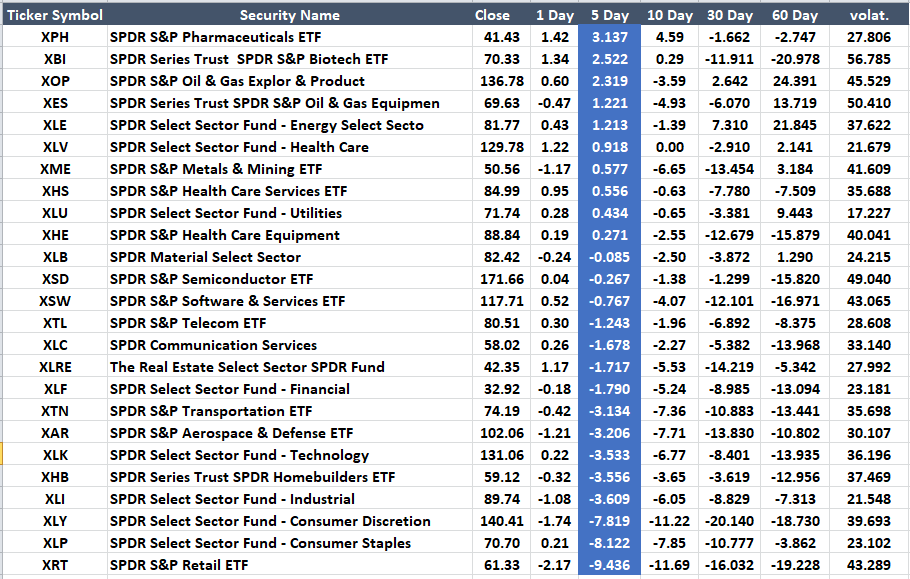 Ticker Symbol Security Name Close 1 Day 5 Day 10 Day 30 Day 60 Day volat.
XPH SPDR S&P Pharmaceuticals ETF 41.43 1.42 3.137 4.59 -1.662 -2.747 27.806
XBI SPDR Series Trust SPDR S&P Biotech ETF 70.33 1.34 2.522 0.29 -11.911 -20.978 56.785
XOP SPDR S&P Oil & Gas Explor & Product 136.78 0.60 2.319 -3.59 2.642 24.391 45.529
XES SPDR Series Trust SPDR S&P Oil & Gas Equipmen 69.63 -0.47 1.221 -4.93 -6.070 13.719 50.410
XLE SPDR Select Sector Fund - Energy Select Secto 81.77 0.43 1.213 -1.39 7.310 21.845 37.622
XLV SPDR Select Sector Fund - Health Care 129.78 1.22 0.918 0.00 -2.910 2.141 21.679
XME SPDR S&P Metals & Mining ETF 50.56 -1.17 0.577 -6.65 -13.454 3.184 41.609
XHS SPDR S&P Health Care Services ETF 84.99 0.95 0.556 -0.63 -7.780 -7.509 35.688
XLU SPDR Select Sector Fund - Utilities 71.74 0.28 0.434 -0.65 -3.381 9.443 17.227
XHE SPDR S&P Health Care Equipment 88.84 0.19 0.271 -2.55 -12.679 -15.879 40.041
XLB SPDR Material Select Sector 82.42 -0.24 -0.085 -2.50 -3.872 1.290 24.215
XSD SPDR S&P Semiconductor ETF 171.66 0.04 -0.267 -1.38 -1.299 -15.820 49.040
XSW SPDR S&P Software & Services ETF 117.71 0.52 -0.767 -4.07 -12.101 -16.971 43.065
XTL SPDR S&P Telecom ETF 80.51 0.30 -1.243 -1.96 -6.892 -8.375 28.608
XLC SPDR Communication Services 58.02 0.26 -1.678 -2.27 -5.382 -13.968 33.140
XLRE The Real Estate Select Sector SPDR Fund 42.35 1.17 -1.717 -5.53 -14.219 -5.342 27.992
XLF SPDR Select Sector Fund - Financial 32.92 -0.18 -1.790 -5.24 -8.985 -13.094 23.181
XTN SPDR S&P Transportation ETF 74.19 -0.42 -3.134 -7.36 -10.883 -13.441 35.698
XAR SPDR S&P Aerospace & Defense ETF 102.06 -1.21 -3.206 -7.71 -13.830 -10.802 30.107
XLK SPDR Select Sector Fund - Technology 131.06 0.22 -3.533 -6.77 -8.401 -13.935 36.196
XHB SPDR Series Trust SPDR Homebuilders ETF 59.12 -0.32 -3.556 -3.65 -3.619 -12.956 37.469
XLI SPDR Select Sector Fund - Industrial 89.74 -1.08 -3.609 -6.05 -8.829 -7.313 21.548
XLY SPDR Select Sector Fund - Consumer Discretion 140.41 -1.74 -7.819 -11.22 -20.140 -18.730 39.693
XLP SPDR Select Sector Fund - Consumer Staples 70.70 0.21 -8.122 -7.85 -10.777 -3.862 23.102
XRT SPDR S&P Retail ETF 61.33 -2.17 -9.436 -11.69 -16.032 -19.228 43.289